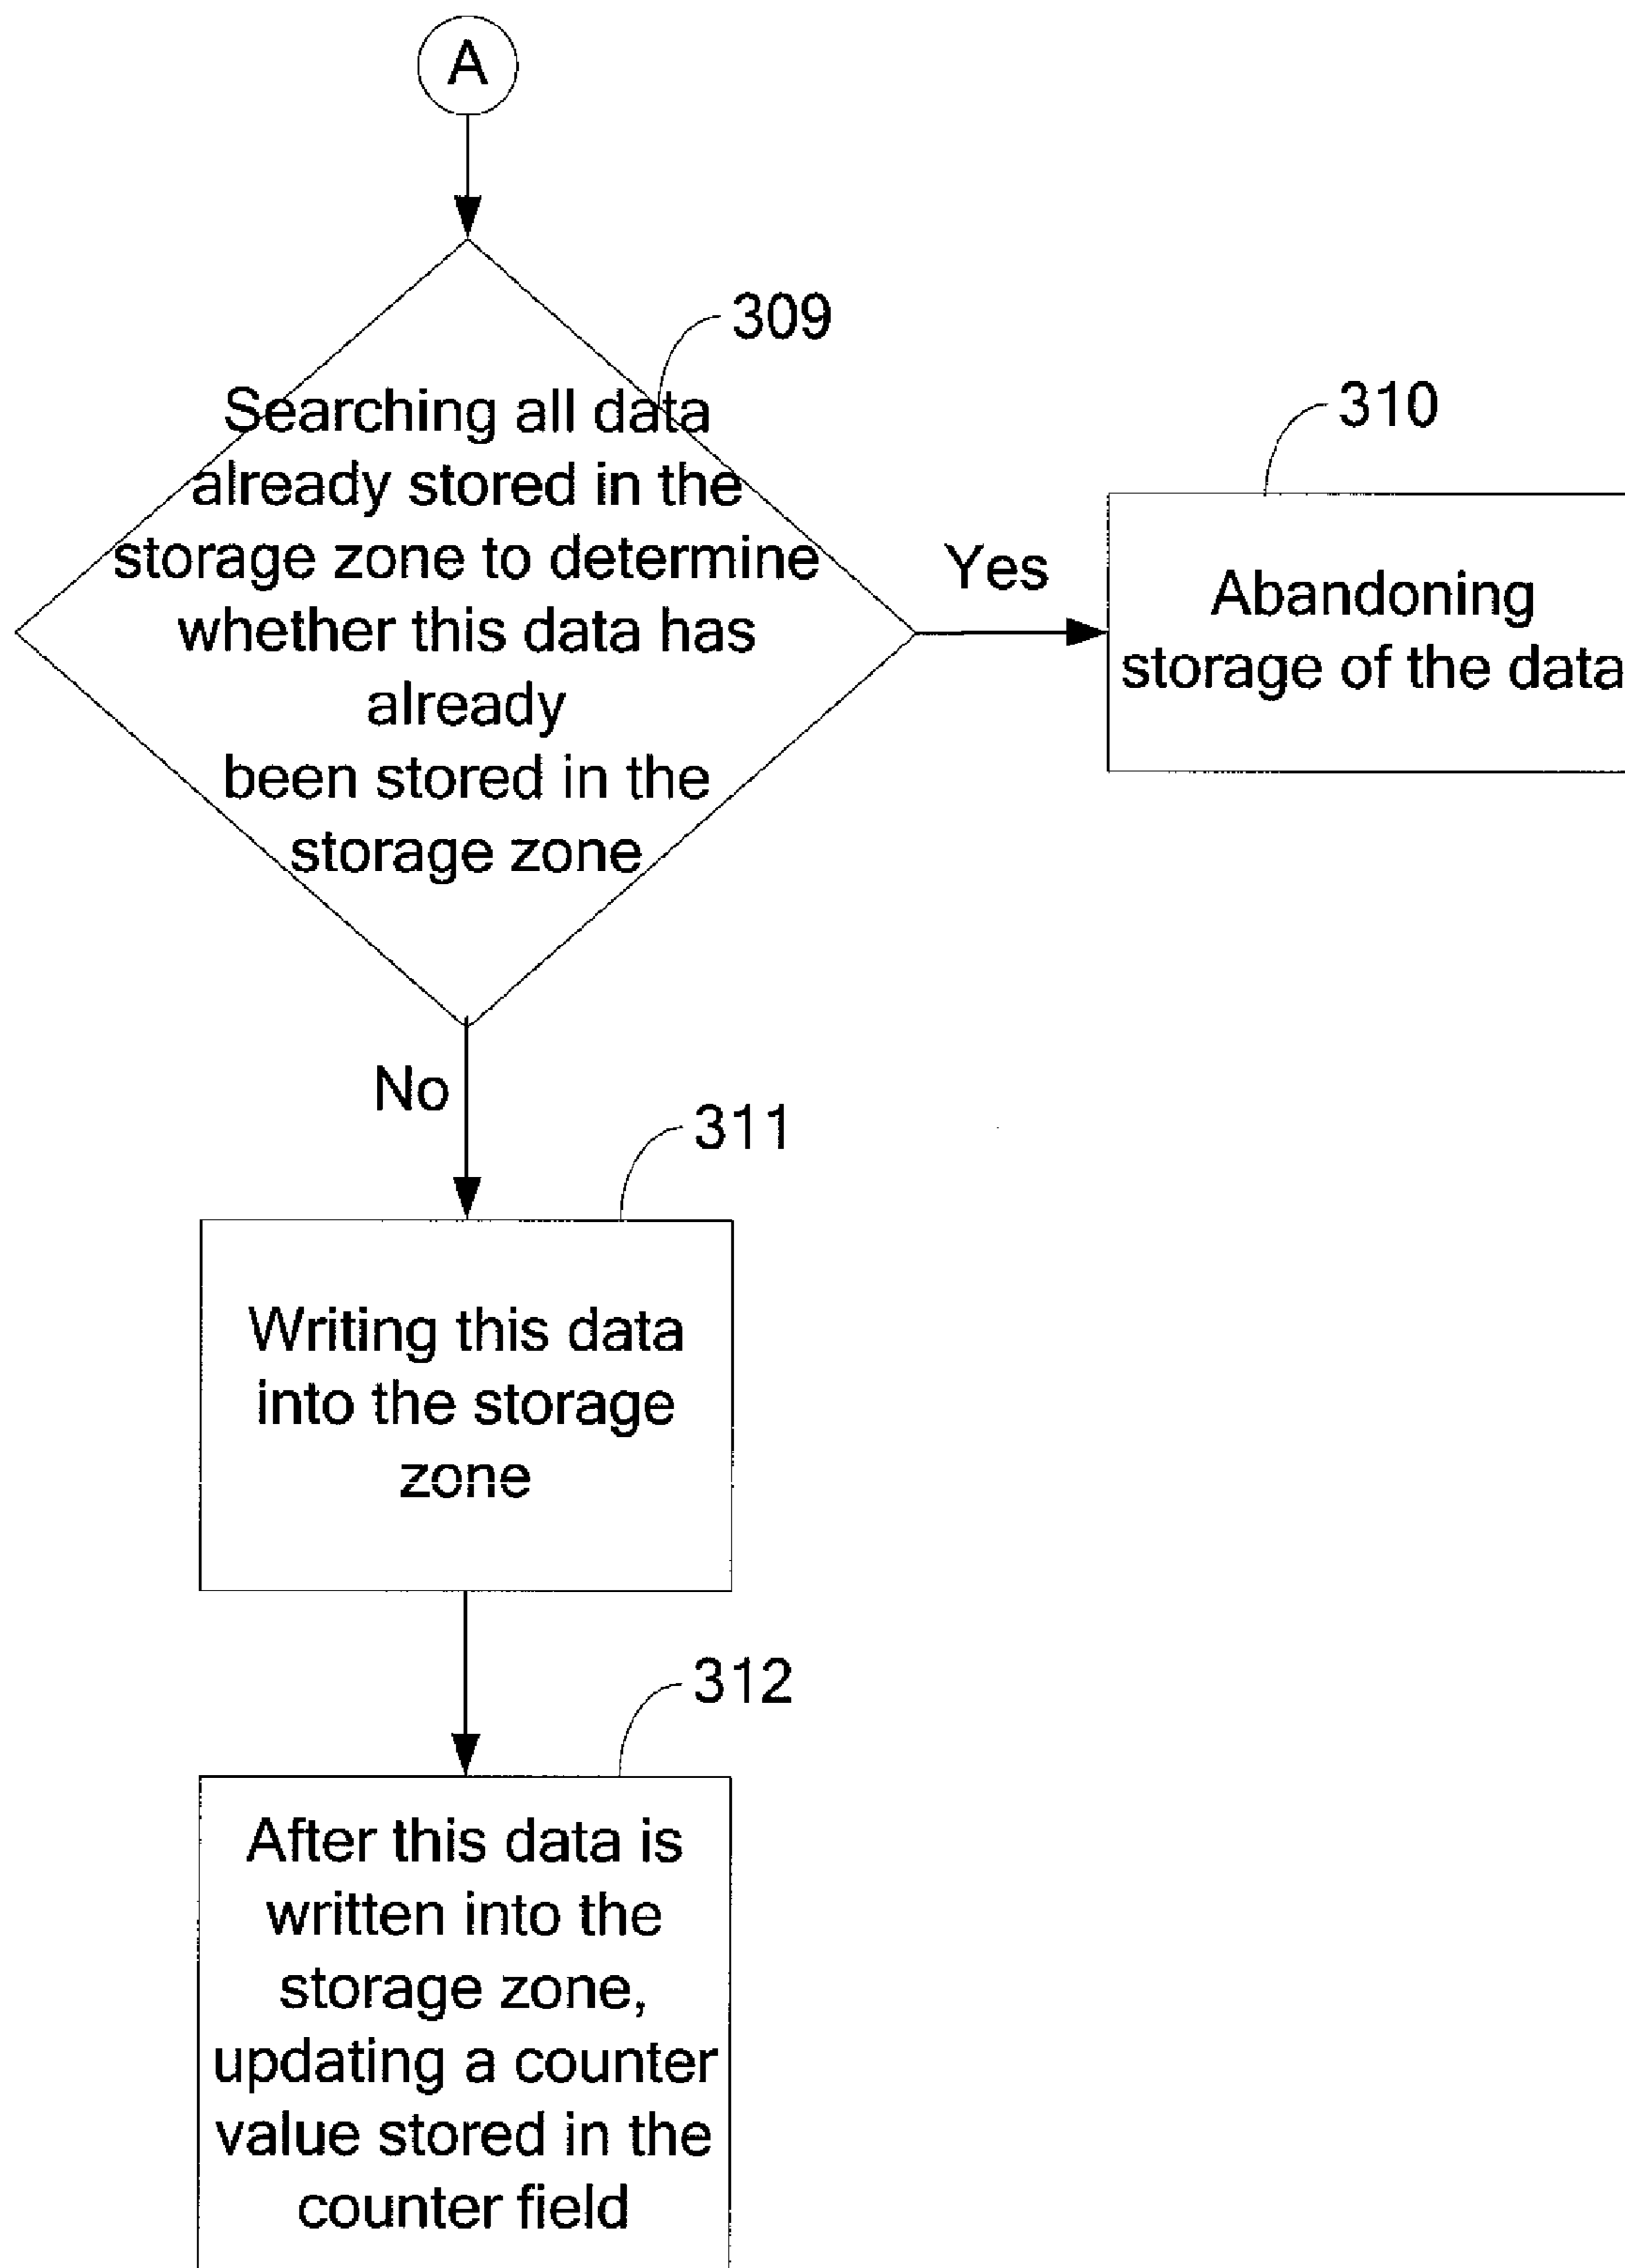 A
309
Searching all data
already stored in the
storage zone to determine
whether this data has
already
been stored in the
storage zone
Yes
310
Abandoning
storage of the data
No
311
Writing this data
into the storage
zone
312
After this data is
written into the
storage zone,
updating a counter
value stored in the
counter field